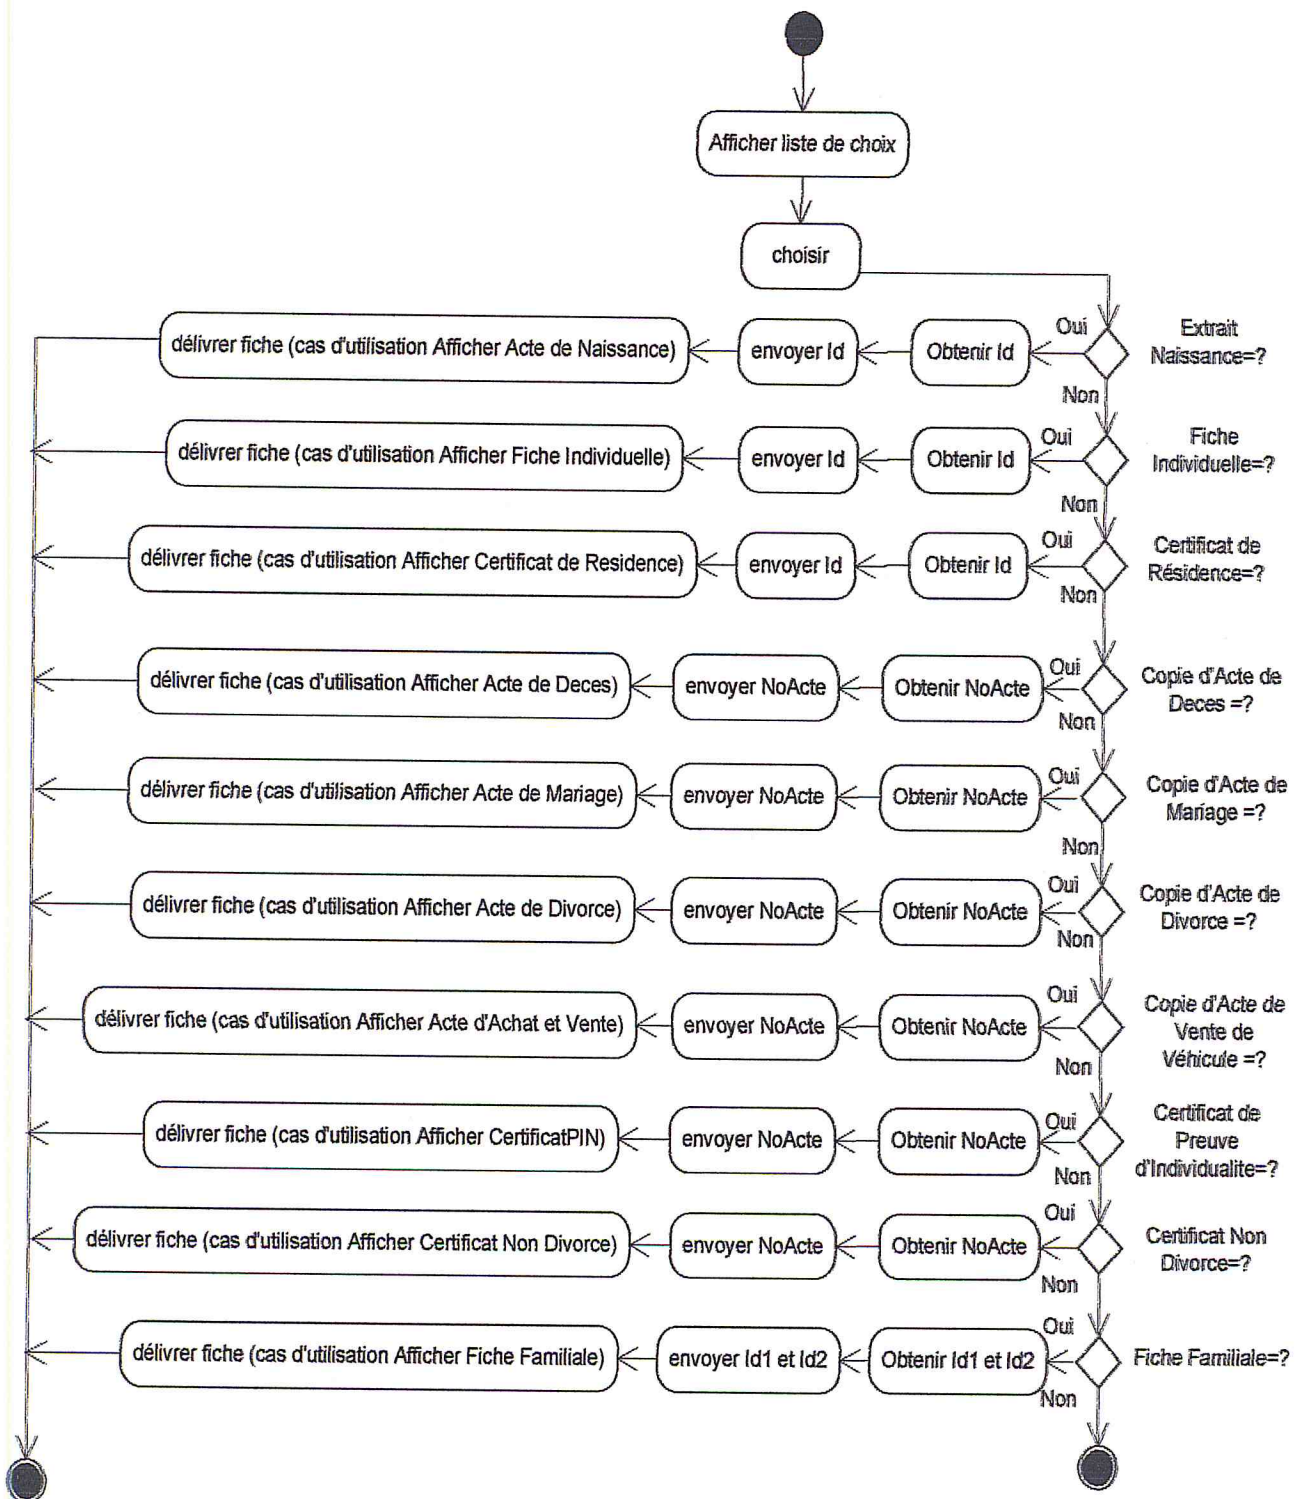 Afficher liste de choix
choisir
délivrer fiche (cas d'utilisation Afficher Acte de Naissance)
envoyer Id
Obtenir Id
Oui
Extrait
Naissance=?
Non
délivrer fiche (cas d'utilisation Afficher Fiche Individuelle)
envoyer Id
Obtenir Id
Oui
Fiche
Individuelle=?
Non
délivrer fiche (cas d'utilisation Afficher Certificat de Residence)
envoyer Id
Obtenir Id
Oui
Certificat de
Résidence=?
Non
délivrer fiche (cas d'utilisation Afficher Acte de Deces)
envoyer NoActe
Obtenir NoActe
Oui
Copie d'Acte de
Deces =?
Non
délivrer fiche (cas d'utilisation Afficher Acte de Mariage)
envoyer NoActe
Obtenir NoActe
Oui
Copie d'Acte de
Mariage =?
Non
délivrer fiche (cas d'utilisation Afficher Acte de Divorce)
envoyer NoActe
Obtenir NoActe
Oui
Copie d'Acte de
Divorce =?
Non
délivrer fiche (cas d'utilisation Afficher Acte d'Achat et Vente)
envoyer NoActe
Obtenir NoActe
Oui
Copie d'Acte de
Vente de
Véhicule =?
Non
délivrer fiche (cas d'utilisation Afficher CertificatPIN)
envoyer NoActe
Obtenir NoActe
Oui
Certificat de
Preuve
d'Individualite=?
Non
délivrer fiche (cas d'utilisation Afficher Certificat Non Divorce)
envoyer NoActe
Obtenir NoActe
Oui
Certificat Non
Divorce=?
Non
délivrer fiche (cas d'utilisation Afficher Fiche Familiale)
envoyer Id1 et Id2
Obtenir Id1 et Id2
Oui
Fiche Familiale=?
Non